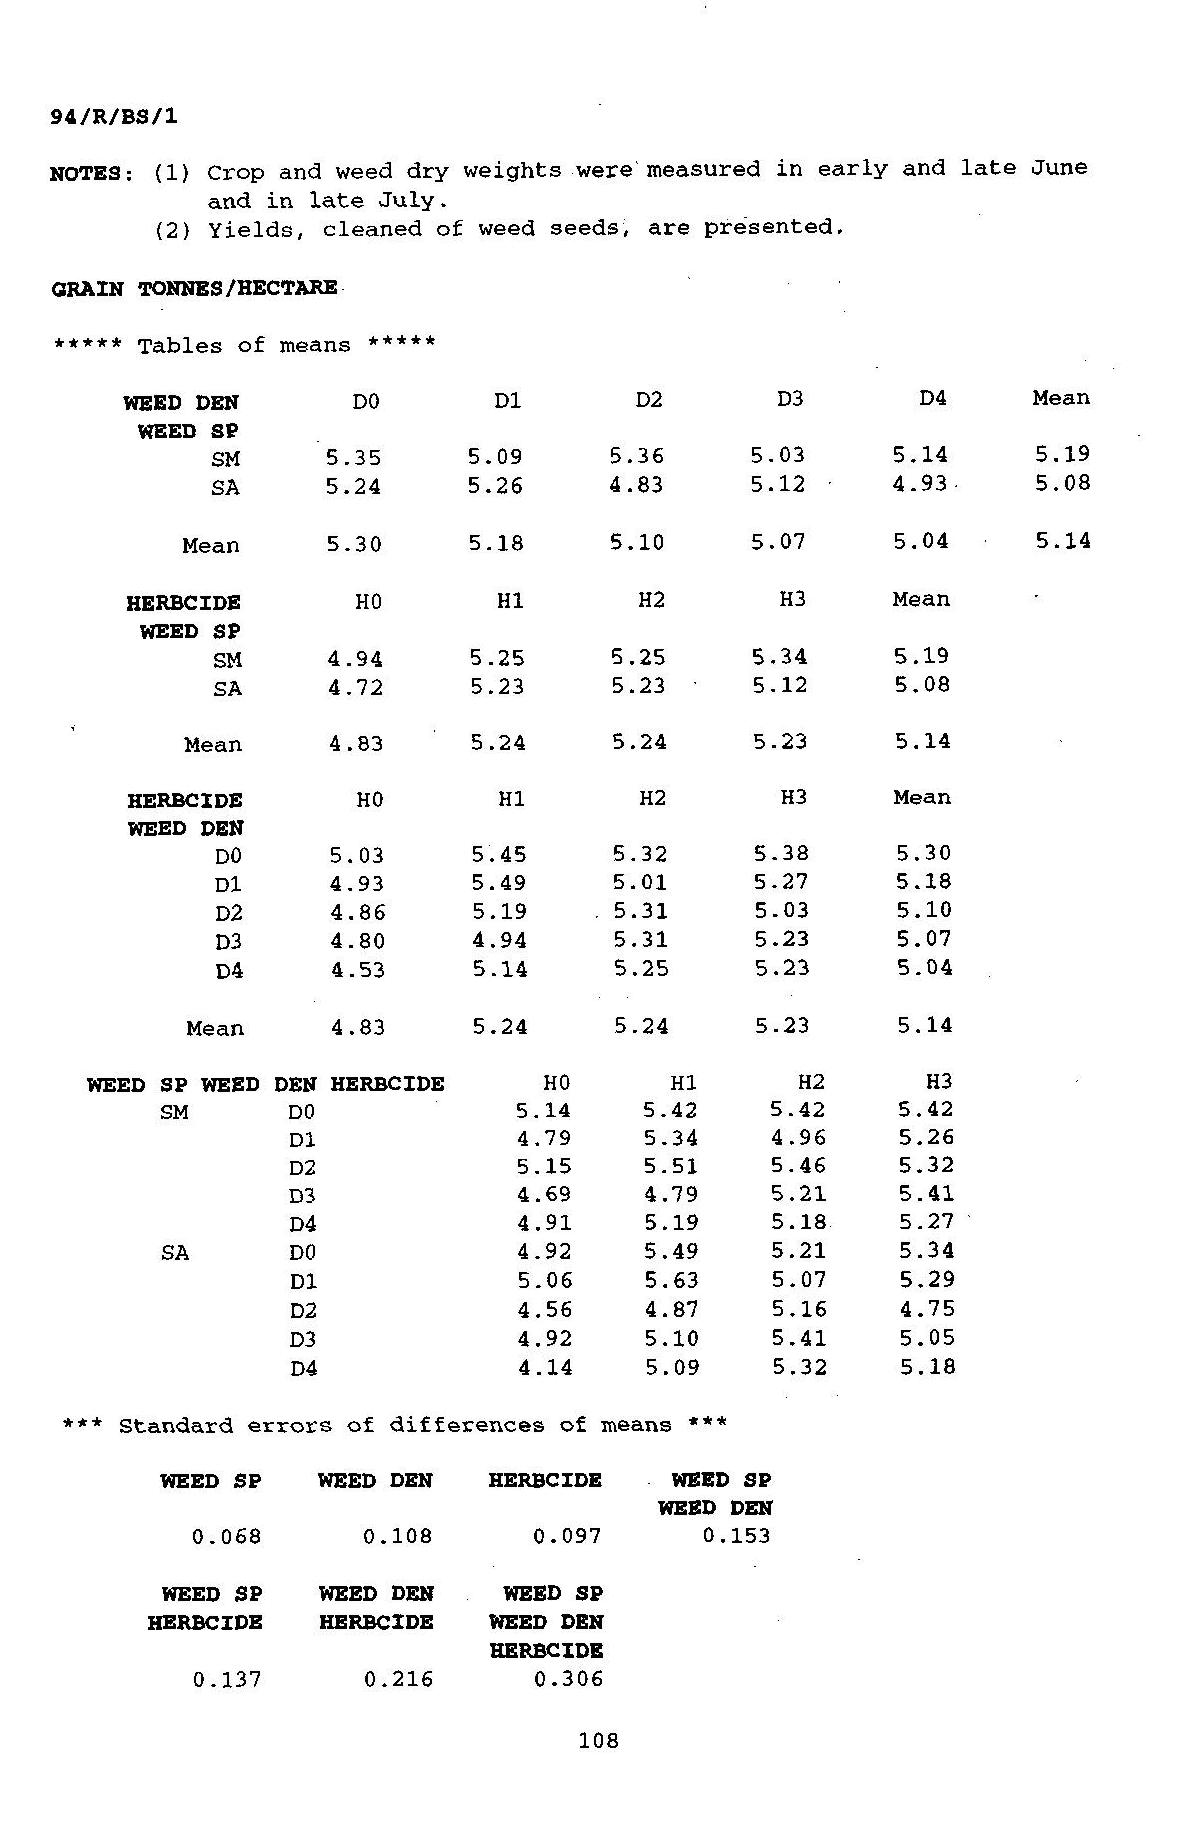 94/R/BS/1
NOTES: (1) Crop and weed dry weights were measured in early and late June
and in late July.
(2) Yields, cleaned of weed seeds, are presented.
GRAIN TONNES/HECTARE
***** Tables of means *****
WEED DEN D0 D1 D2 D3 D4 Mean
WEED SP
SM 5.35 5.09 5.36 5.03 5.14 5.19
SA 5.24 5.26 4.83 5.12 4.93 5.08
Mean 5.30 5.18 5.10 5.07 5.04 5.14
HERBCIDE H0 H1 H2 H3 Mean
WEED SP
SM 4.94 5.25 5.25 5.34 5.19
SA 4.72 5.23 5.23 5.12 5.08
Mean 4.83 5.24 5.24 5.23 5.14
HERBCIDE H0 H1 H2 H3 Mean
WEED DEN
D0 5.03 5.45 5.32 5.38 5.30
D1 4.93 5.49 5.01 5.27 5.18
D2 4.86 5.19 5.31 5.03 5.10
D3 4.80 4.94 5.31 5.23 5.07
D4 4.53 5.14 5.25 5.23 5.04
Mean 4.83 5.24 5.24 5.23 5.14
WEED SP WEED DEN HERBCIDE H0 H1 H2 H3
SM D0 5.14 5.42 5.42 5.42
D1 4.79 5.34 4.96 5.26
D2 5.15 5.51 5.46 5.32
D3 4.69 4.79 5.21 5.41
D4 4.91 5.19 5.18 5.27
SA D0 4.92 5.49 5.21 5.34
D1 5.06 5.63 5.07 5.29
D2 4.56 4.87 5.16 4.75
D3 4.92 5.10 5.41 5.05
D4 4.14 5.09 5.32 5.18
*** Standard errors of differences of means ***
WEED SP WEED DEN HERBCIDE WEED SP
WEED DEN
0.068 0.108 0.097 0.153
WEED SP WEED DEN WEED SP
HERBCIDE HERBCIDE WEED DEN
HERBCIDE
0.137 0.216 0.306
108